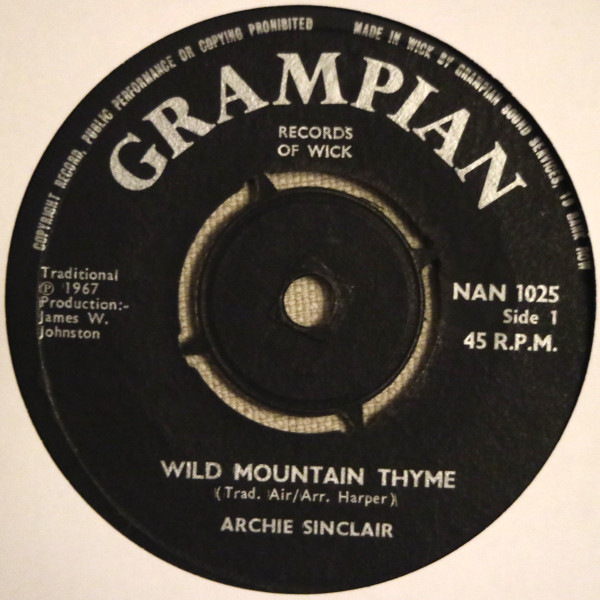 COPYRIGHT RECORD, PUBLIC PERFORMANCE OR COPYING PROHIBITED
MADE IN WICK BY GRAMPIAN SOUND SERVICES,
GRAMPIAN
RECORDS
OF WICK
Traditional
Ⓟ 1967
Production:-
James W.
Johnston
NAN 1025
Side 1
45 R.P.M.
WILD MOUNTAIN THYME
(Trad. Air/Arr. Harper)
ARCHIE SINCLAIR